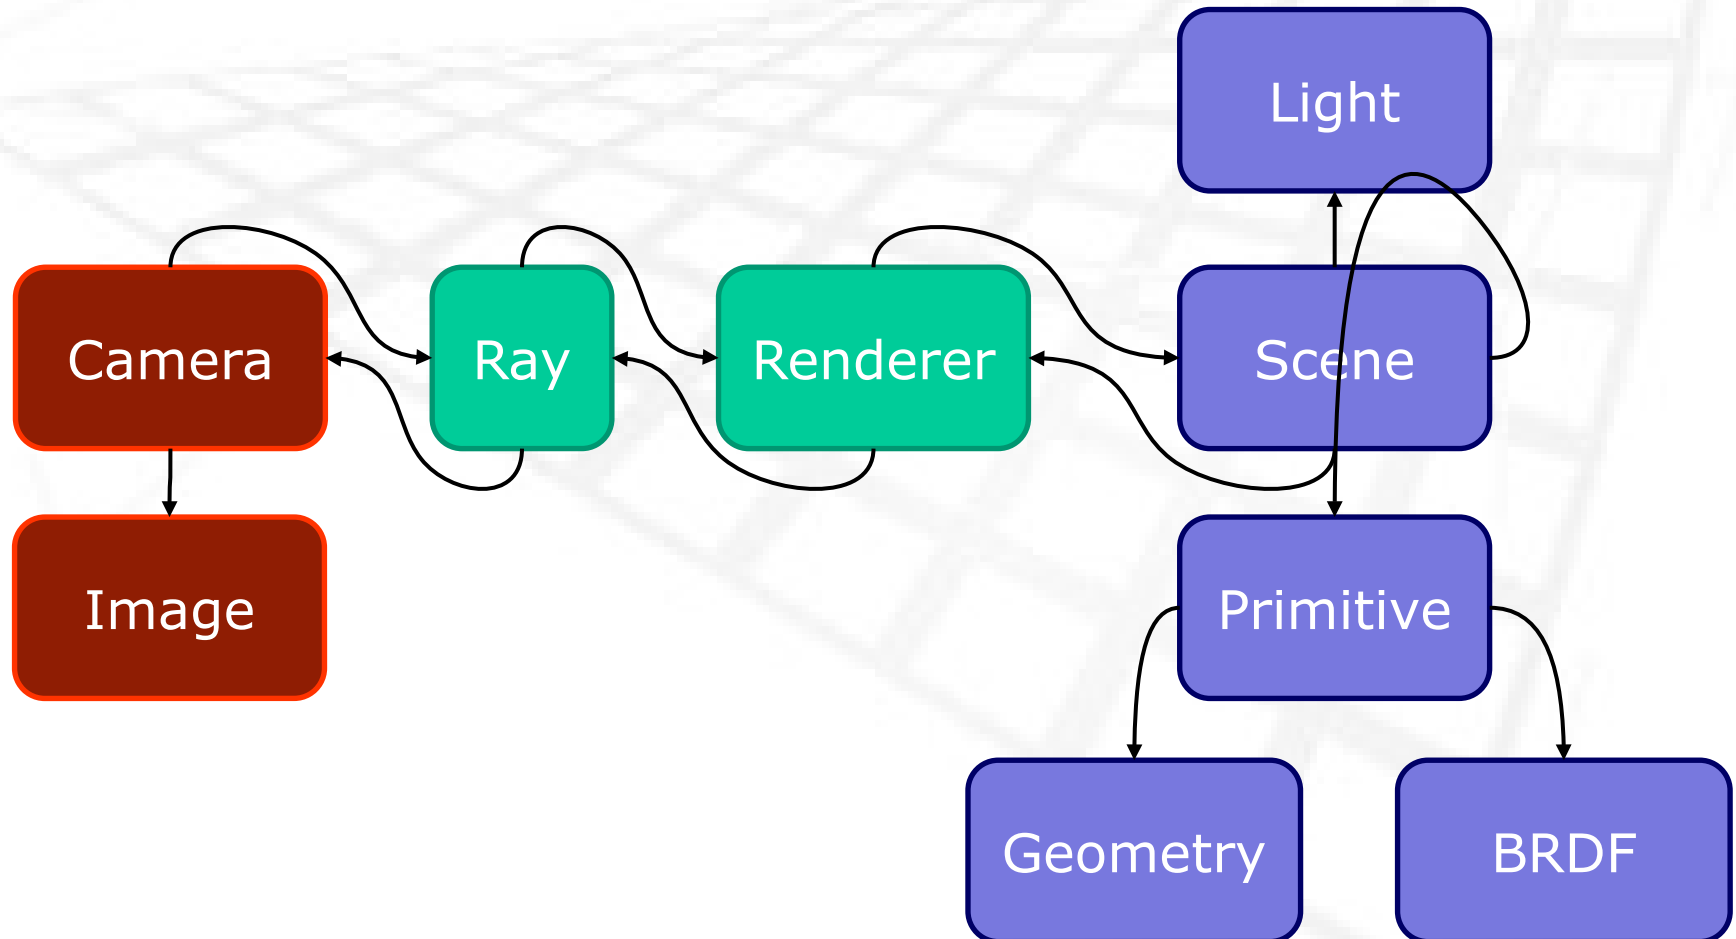 Light
Camera
Ray
Renderer
Scene
Image
Primitive
Geometry
BRDF